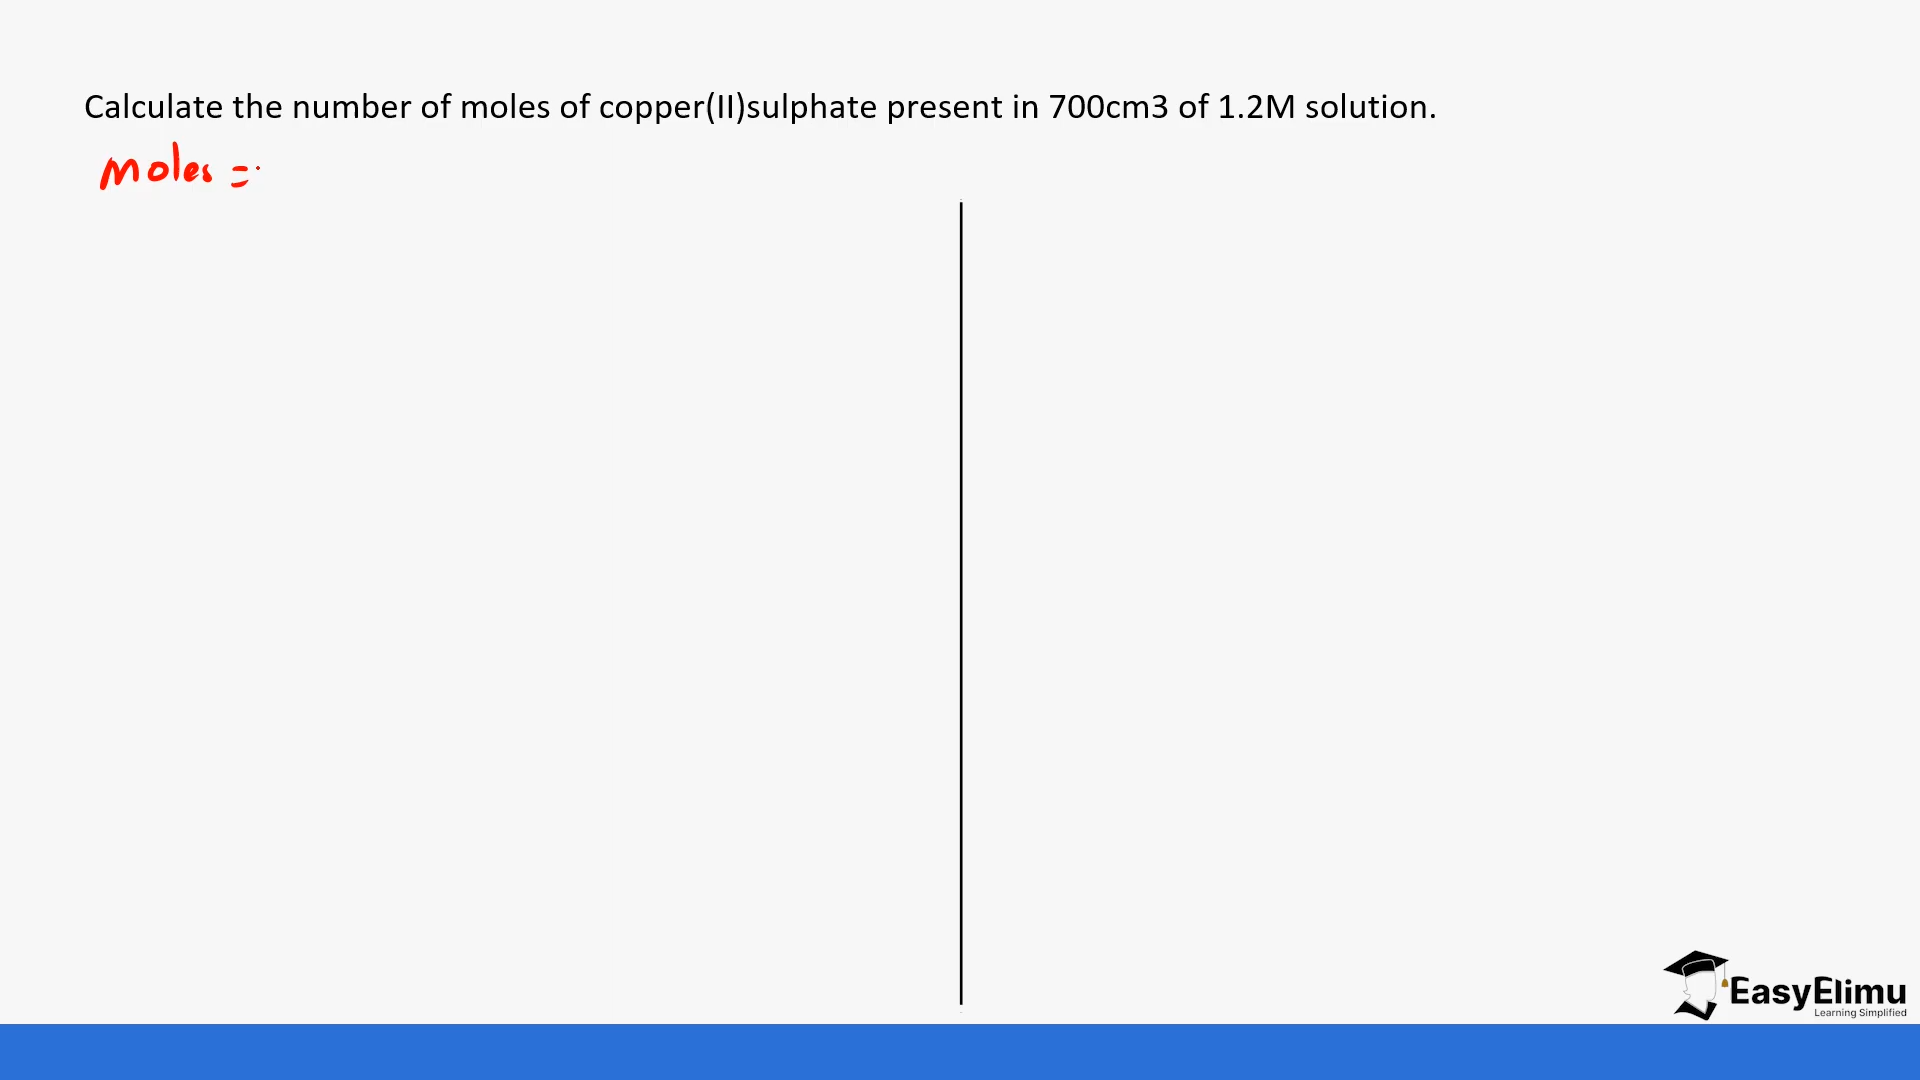 Calculate the number of moles of copper(II)sulphate present in 700cm3 of 1.2M solution.
moles =
EasyElimu
Learning Simplified